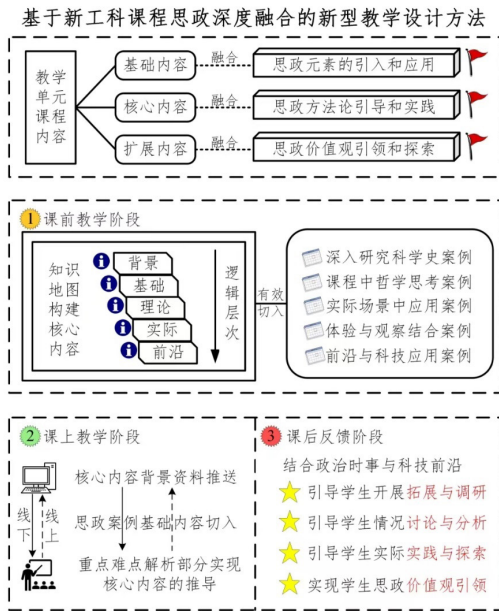 基于新工科课程思政深度融合的新型教学设计方法
教学
单元
课程
内容
基础内容
融合
思政元素的引入和应用
核心内容
融合
思政方法论引导和实践
扩展内容
融合
思政价值观引领和探索
1 课前教学阶段
知识
地图
构建
核心
内容
背景
基础
理论
实际
前沿
逻辑层次
有效
切入
深入研究科学史案例
课程中哲学思考案例
实际场景中应用案例
体验与观察结合案例
前沿与科技应用案例
2 课上教学阶段
线下
线上
核心内容背景资料推送
思政案例基础内容切入
重点难点解析部分实现
核心内容的推导
3 课后反馈阶段
结合政治时事与科技前沿
引导学生开展拓展与调研
引导学生情况讨论与分析
引导学生实际实践与探索
实现学生思政价值观引领